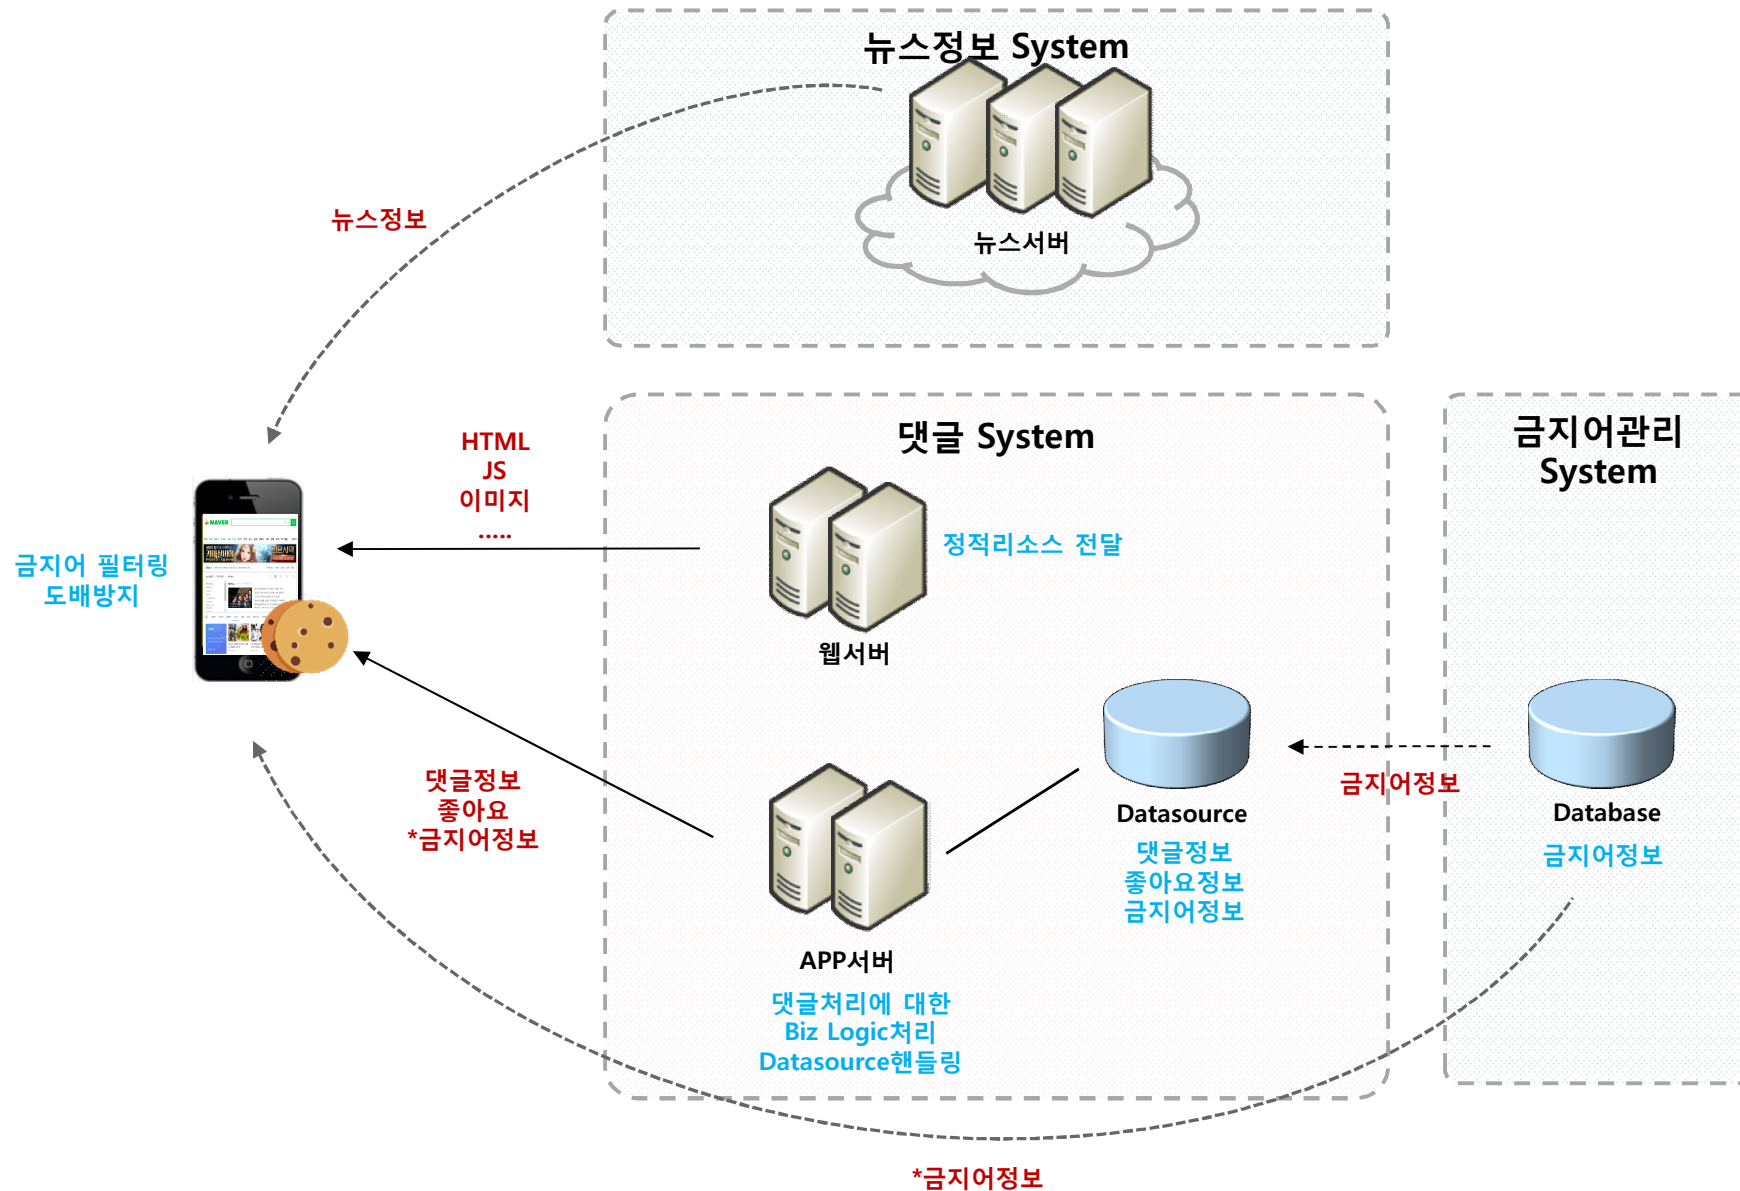 뉴스정보 System
뉴스서버
뉴스정보
HTML
JS
이미지
.....
댓글 System
정적리소스 전달
웹서버
금지어관리
System
금지어 필터링
도배방지
NAVER
댓글정보
좋아요
*금지어정보
Datasource
댓글정보
좋아요정보
금지어정보
금지어정보
Database
금지어정보
APP서버
댓글처리에 대한
Biz Logic처리
Datasource핸들링
*금지어정보